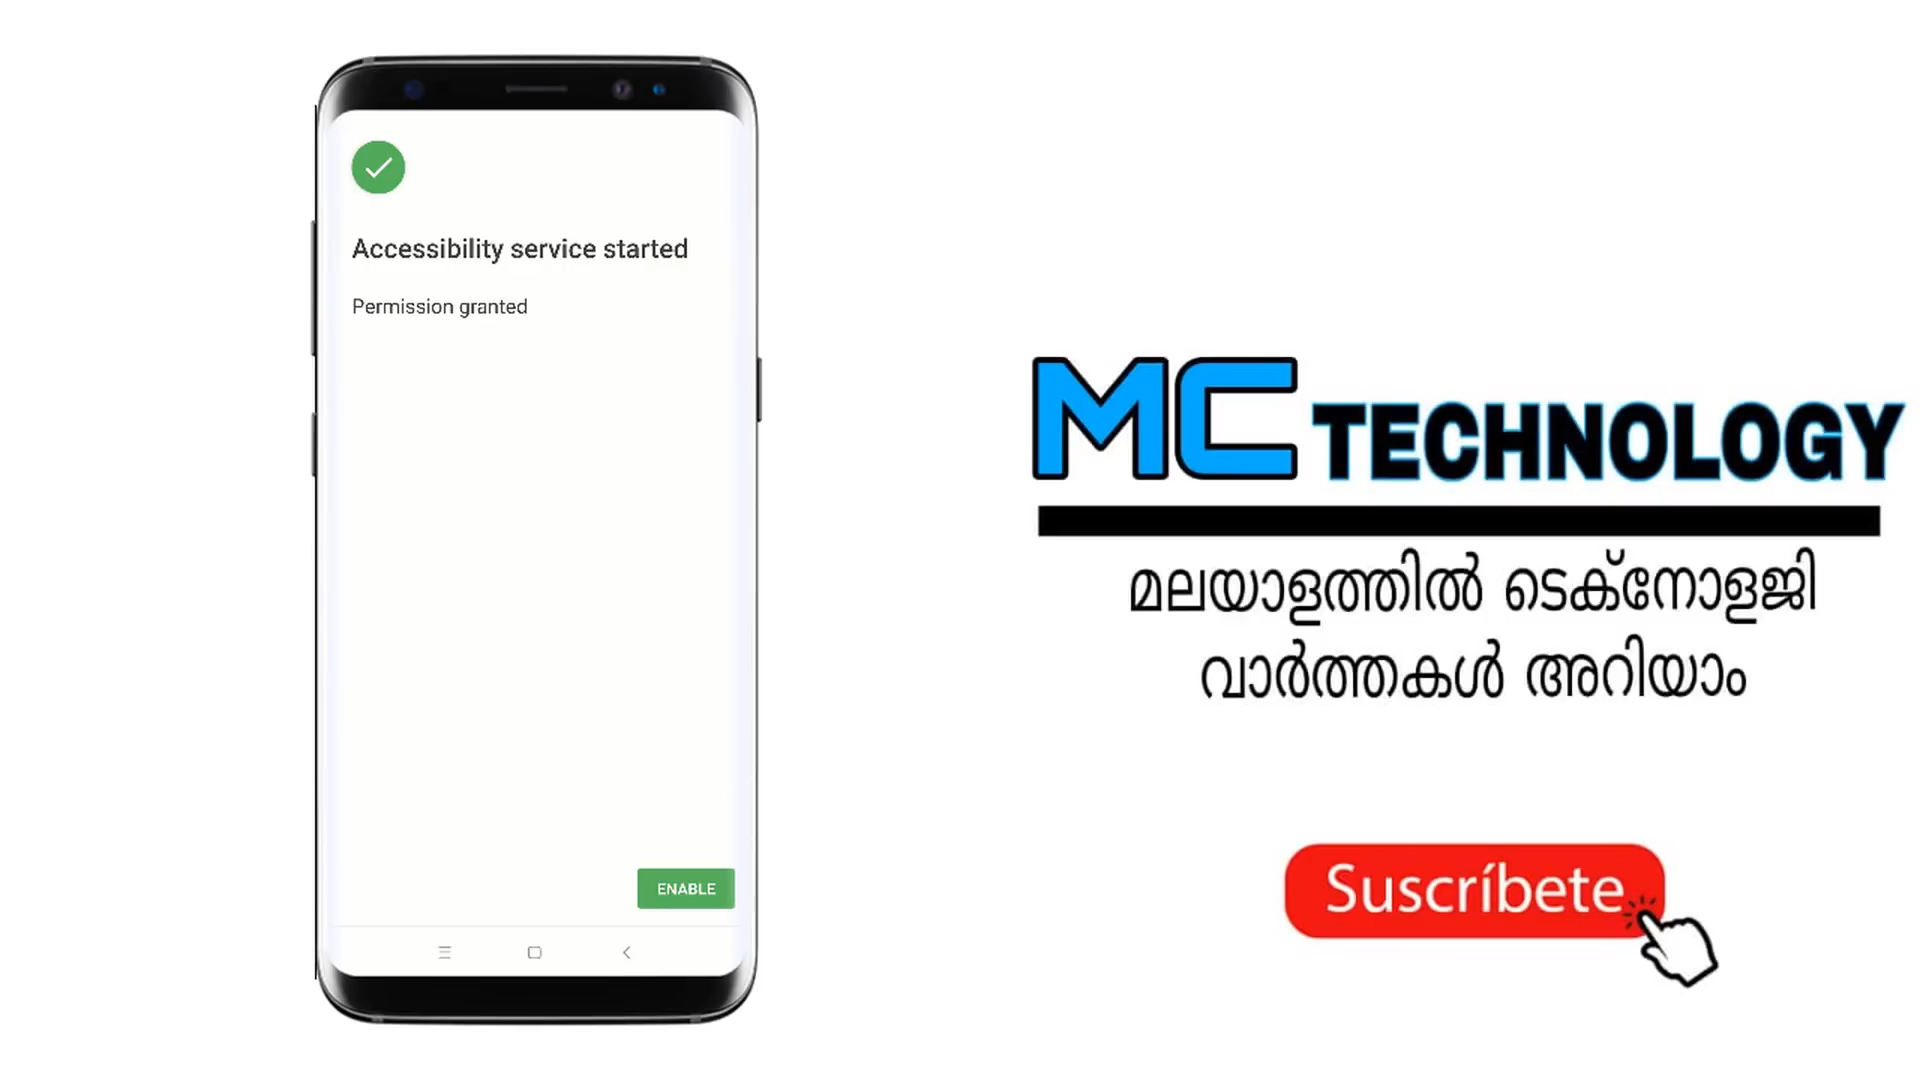 Accessibility service started
Permission granted
ENABLE
MC TECHNOLOGY
മലയാളത്തിൽ ടെക്നോളജി
വാർത്തകൾ അറിയാം
Suscríbete